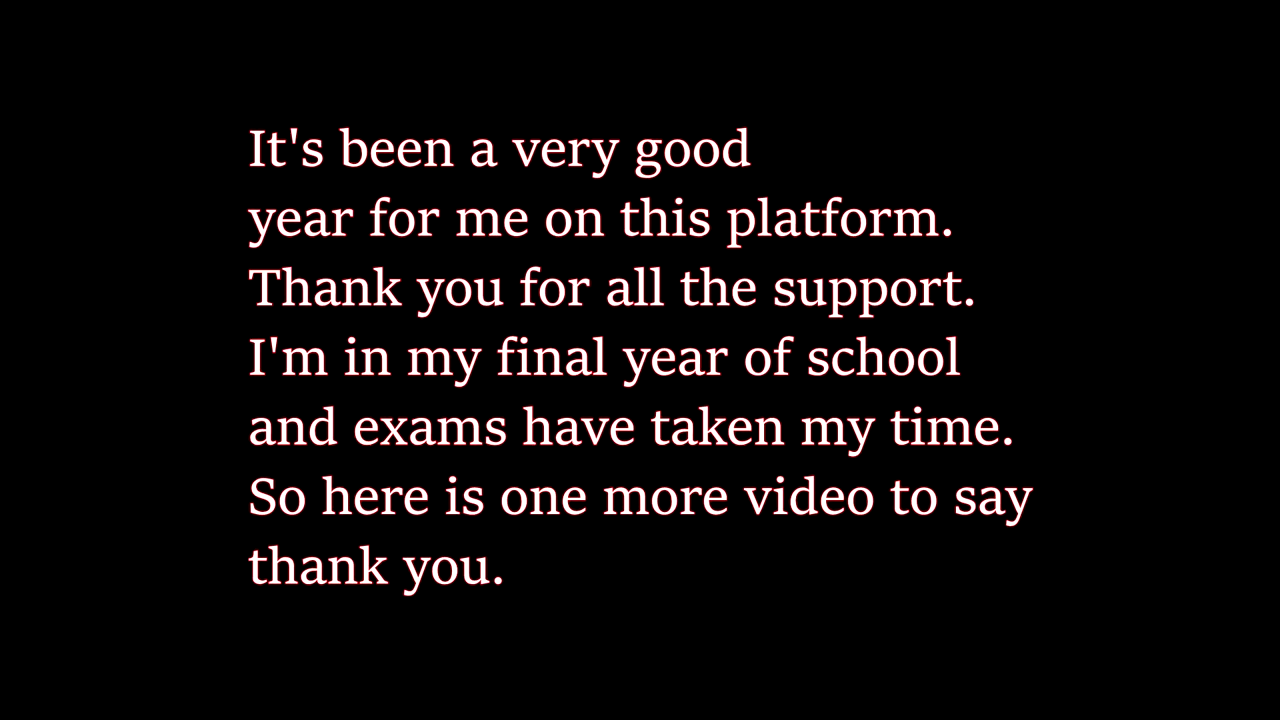 It's been a very good
year for me on this platform.
Thank you for all the support.
I'm in my final year of school
and exams have taken my time.
So here is one more video to say
thank you.